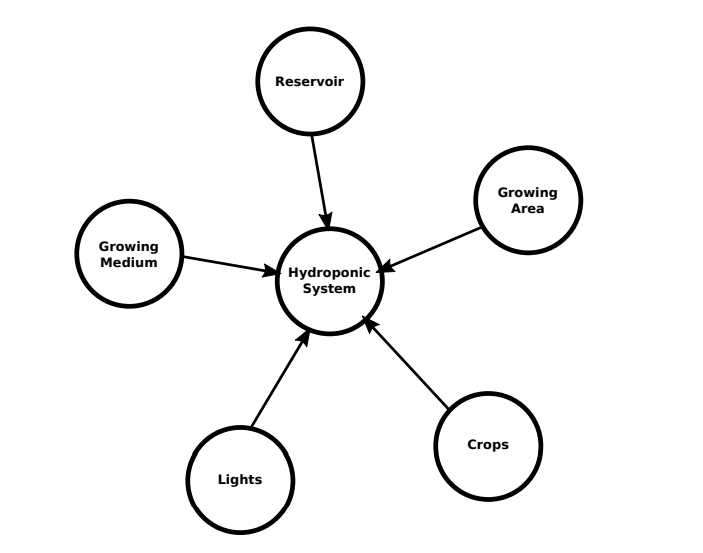 Reservoir
Growing
Area
Growing
Medium
Hydroponic
System
Crops
Lights